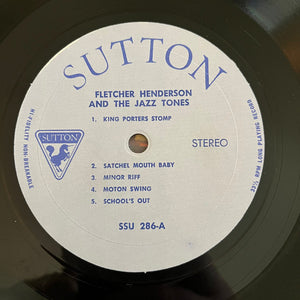 SUTTON
FLETCHER HENDERSON
AND THE JAZZ TONES
1. KING PORTERS STOMP
HI-FIDELITY NON-BREAKABLE
STEREO
33⅓ RPM LONG PLAYING RECORD
SUTTON
2. SATCHEL MOUTH BABY
3. MINOR RIFF
4. MOTON SWING
5. SCHOOL'S OUT
SSU 286-A